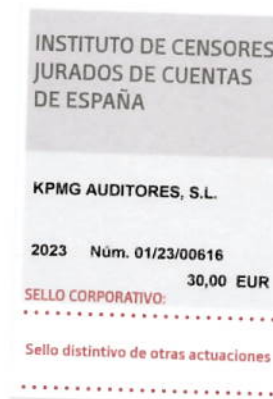 INSTITUTO DE CENSORES
JURADOS DE CUENTAS
DE ESPAÑA
KPMG AUDITORES, S.L.
2023 Núm. 01/23/00616
30,00 EUR
SELLO CORPORATIVO:
Sello distintivo de otras actuaciones